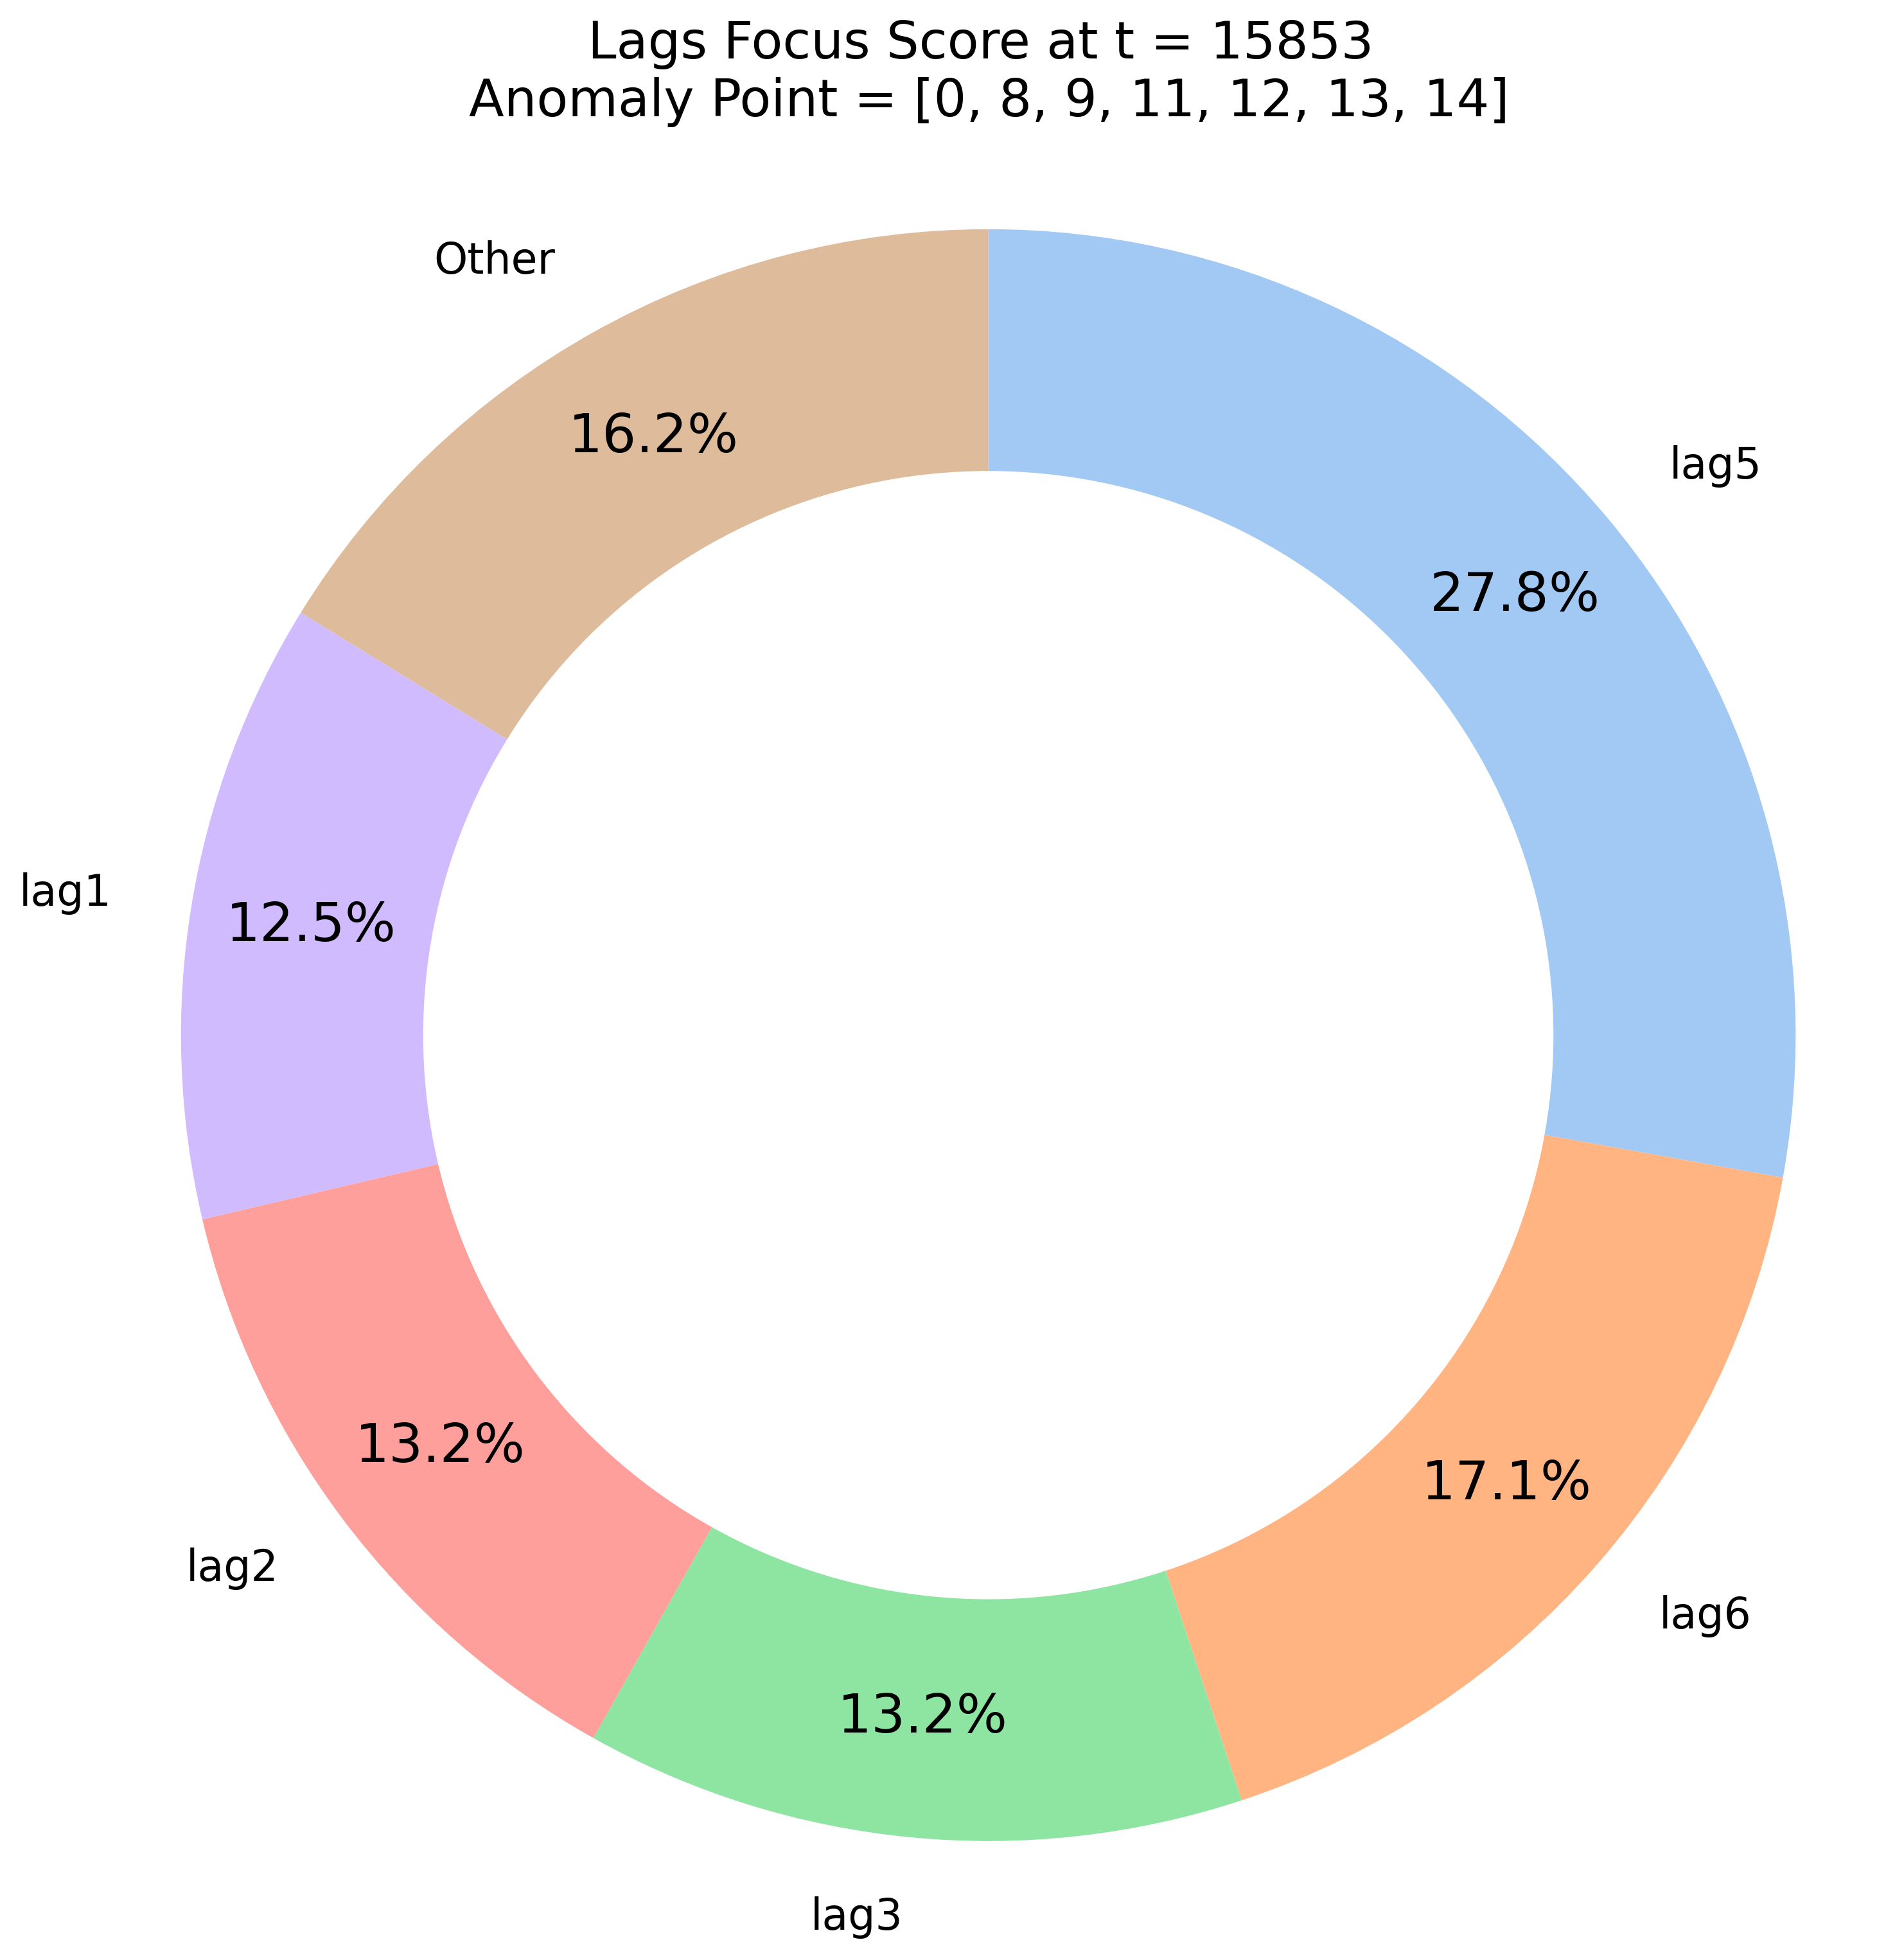 Lags Focus Score at t = 15853
Anomaly Point = [0, 8, 9, 11, 12, 13, 14]
Other
16.2%
lag5
27.8%
lag1
12.5%
13.2%
17.1%
lag2
lag6
13.2%
lag3